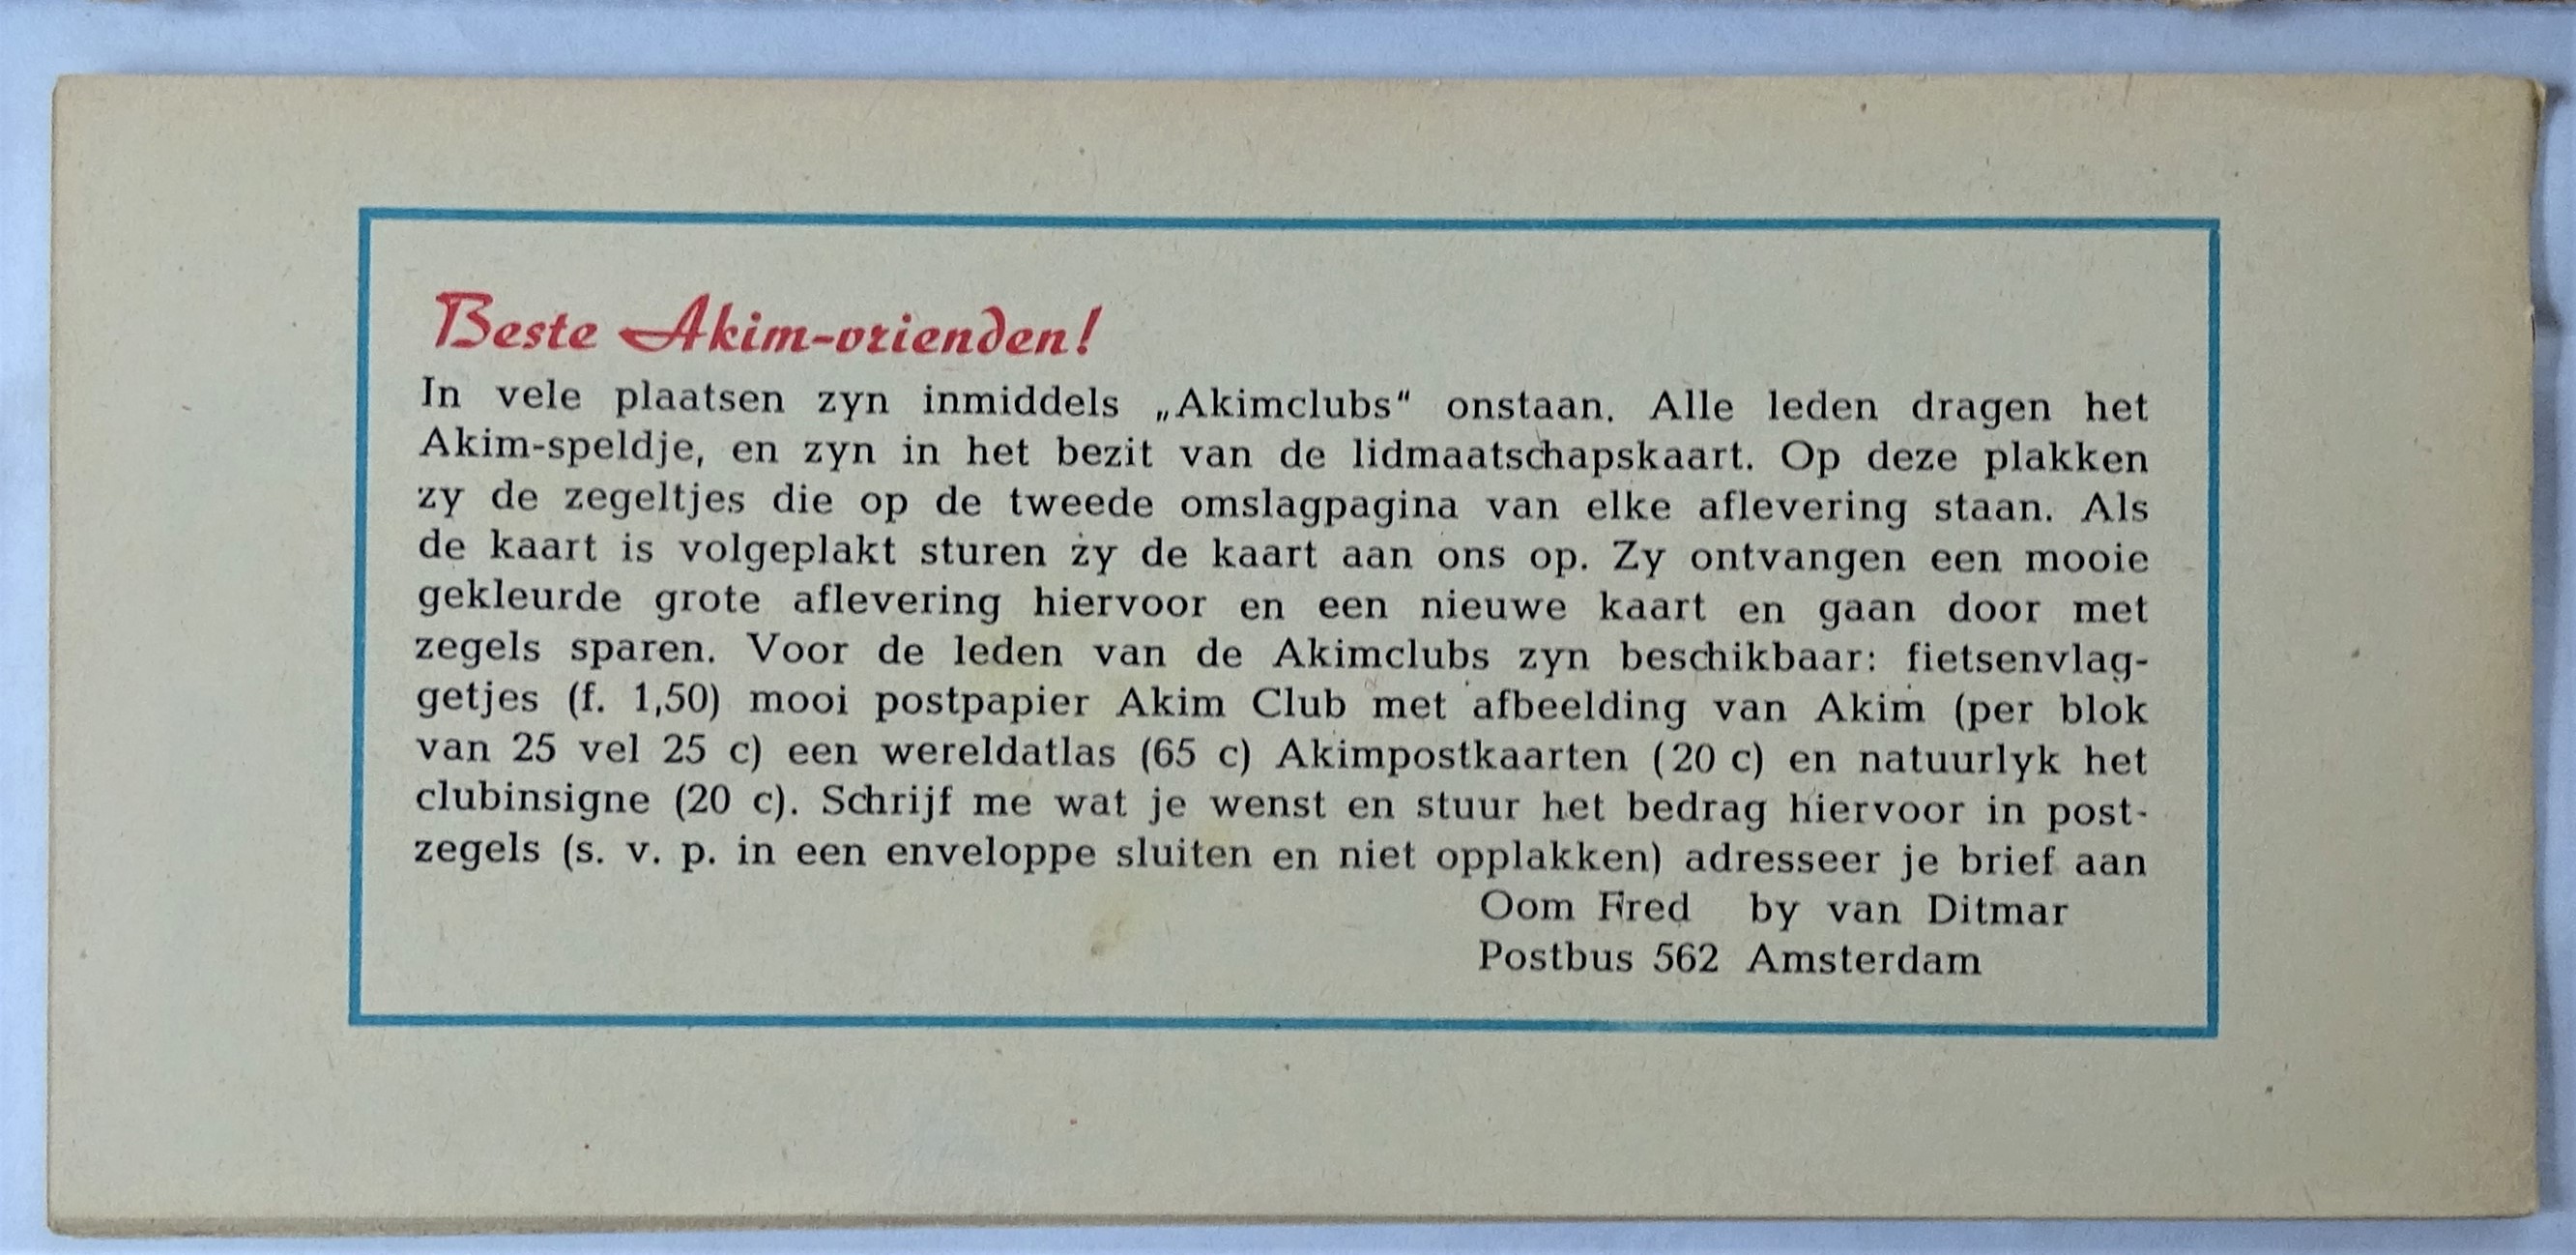 Beste Akim-vrienden!
In vele plaatsen zyn inmiddels „Akimclubs“ onstaan. Alle leden dragen het
Akim-speldje, en zyn in het bezit van de lidmaatschapskaart. Op deze plakken
zy de zegeltjes die op de tweede omslagpagina van elke aflevering staan. Als
de kaart is volgeplakt sturen zy de kaart aan ons op. Zy ontvangen een mooie
gekleurde grote aflevering hiervoor en een nieuwe kaart en gaan door met
zegels sparen. Voor de leden van de Akimclubs zyn beschikbaar: fietsenvlag-
getjes (f. 1,50) mooi postpapier Akim Club met afbeelding van Akim (per blok
van 25 vel 25 c) een wereldatlas (65 c) Akimpostkaarten (20 c) en natuurlyk het
clubinsigne (20 c). Schrijf me wat je wenst en stuur het bedrag hiervoor in post-
zegels (s. v. p. in een enveloppe sluiten en niet opplakken) adresseer je brief aan
Oom Fred by van Ditmar
Postbus 562 Amsterdam